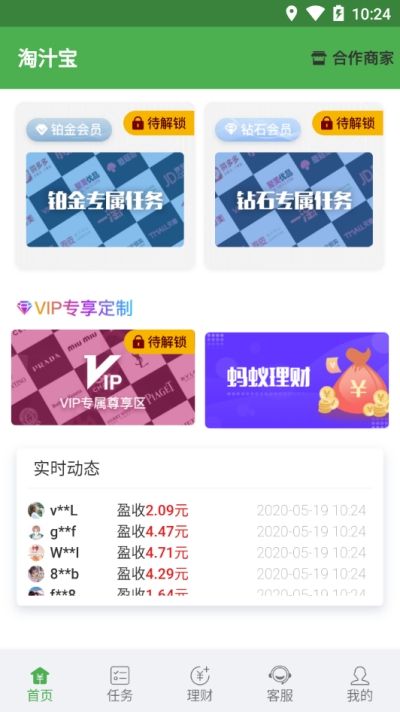 10:24
淘汁宝
合作商家
铂金会员
待解锁
钻石会员
待解锁
铂金专属任务
钻石专属任务
VIP专享定制
待解锁
PRADA
miu miu
PIAGET
VIP
VIP专属尊享区
蚂蚁理财
实时动态
v**L 盈收2.09元 2020-05-19 10:24
g**f 盈收4.47元 2020-05-19 10:24
W**l 盈收4.71元 2020-05-19 10:24
8**b 盈收4.29元 2020-05-19 10:24
f**8 盈收1.64元 2020-05-19 10:24
首页
任务
理财
客服
我的